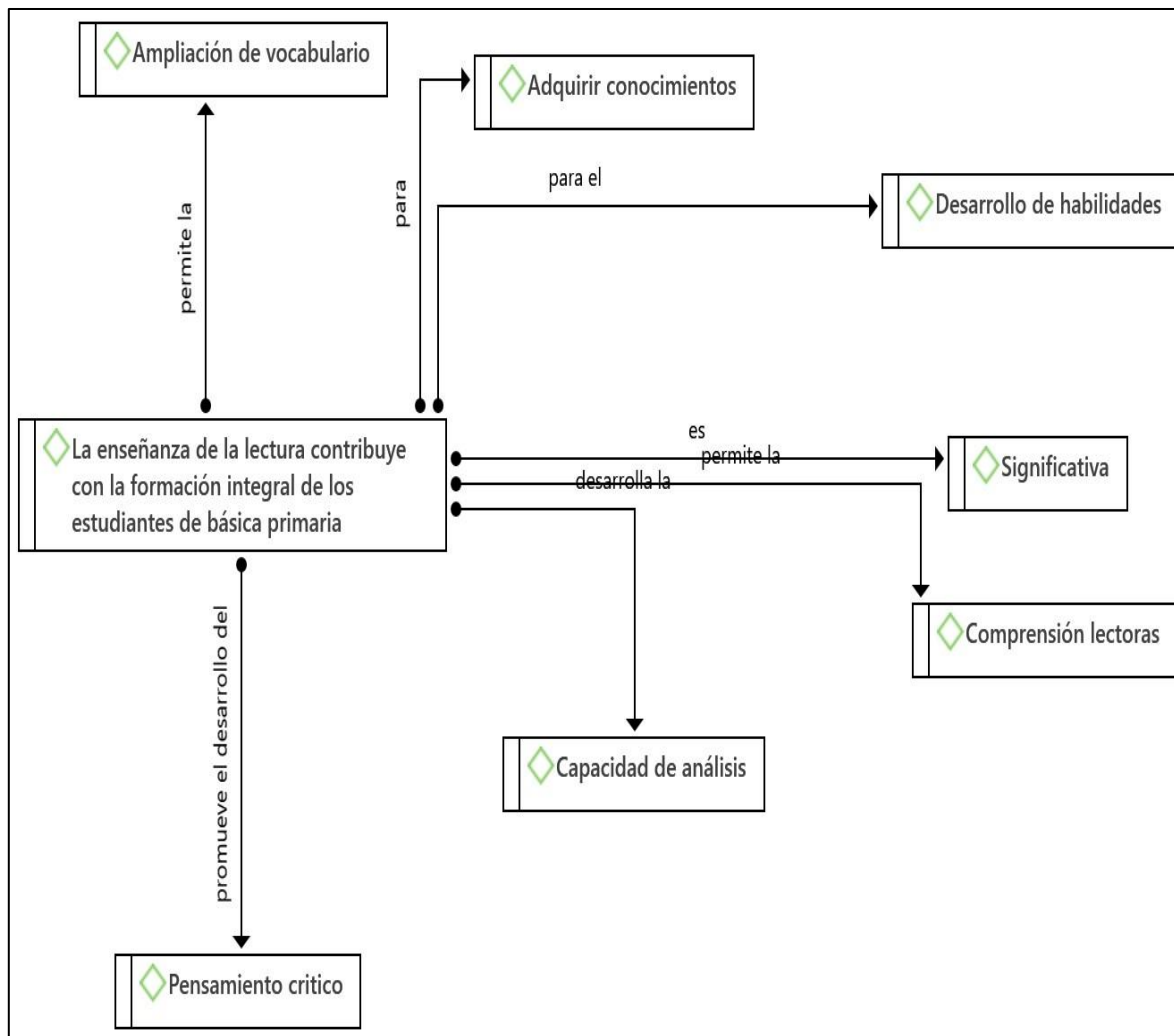 Ampliación de vocabulario
Adquirir conocimientos
para el
Desarrollo de habilidades
para
permite la
La enseñanza de la lectura contribuye
con la formación integral de los
estudiantes de básica primaria
es
permite la
desarrolla la
Significativa
Comprensión lectoras
promueve el desarrollo del
Capacidad de análisis
Pensamiento critico